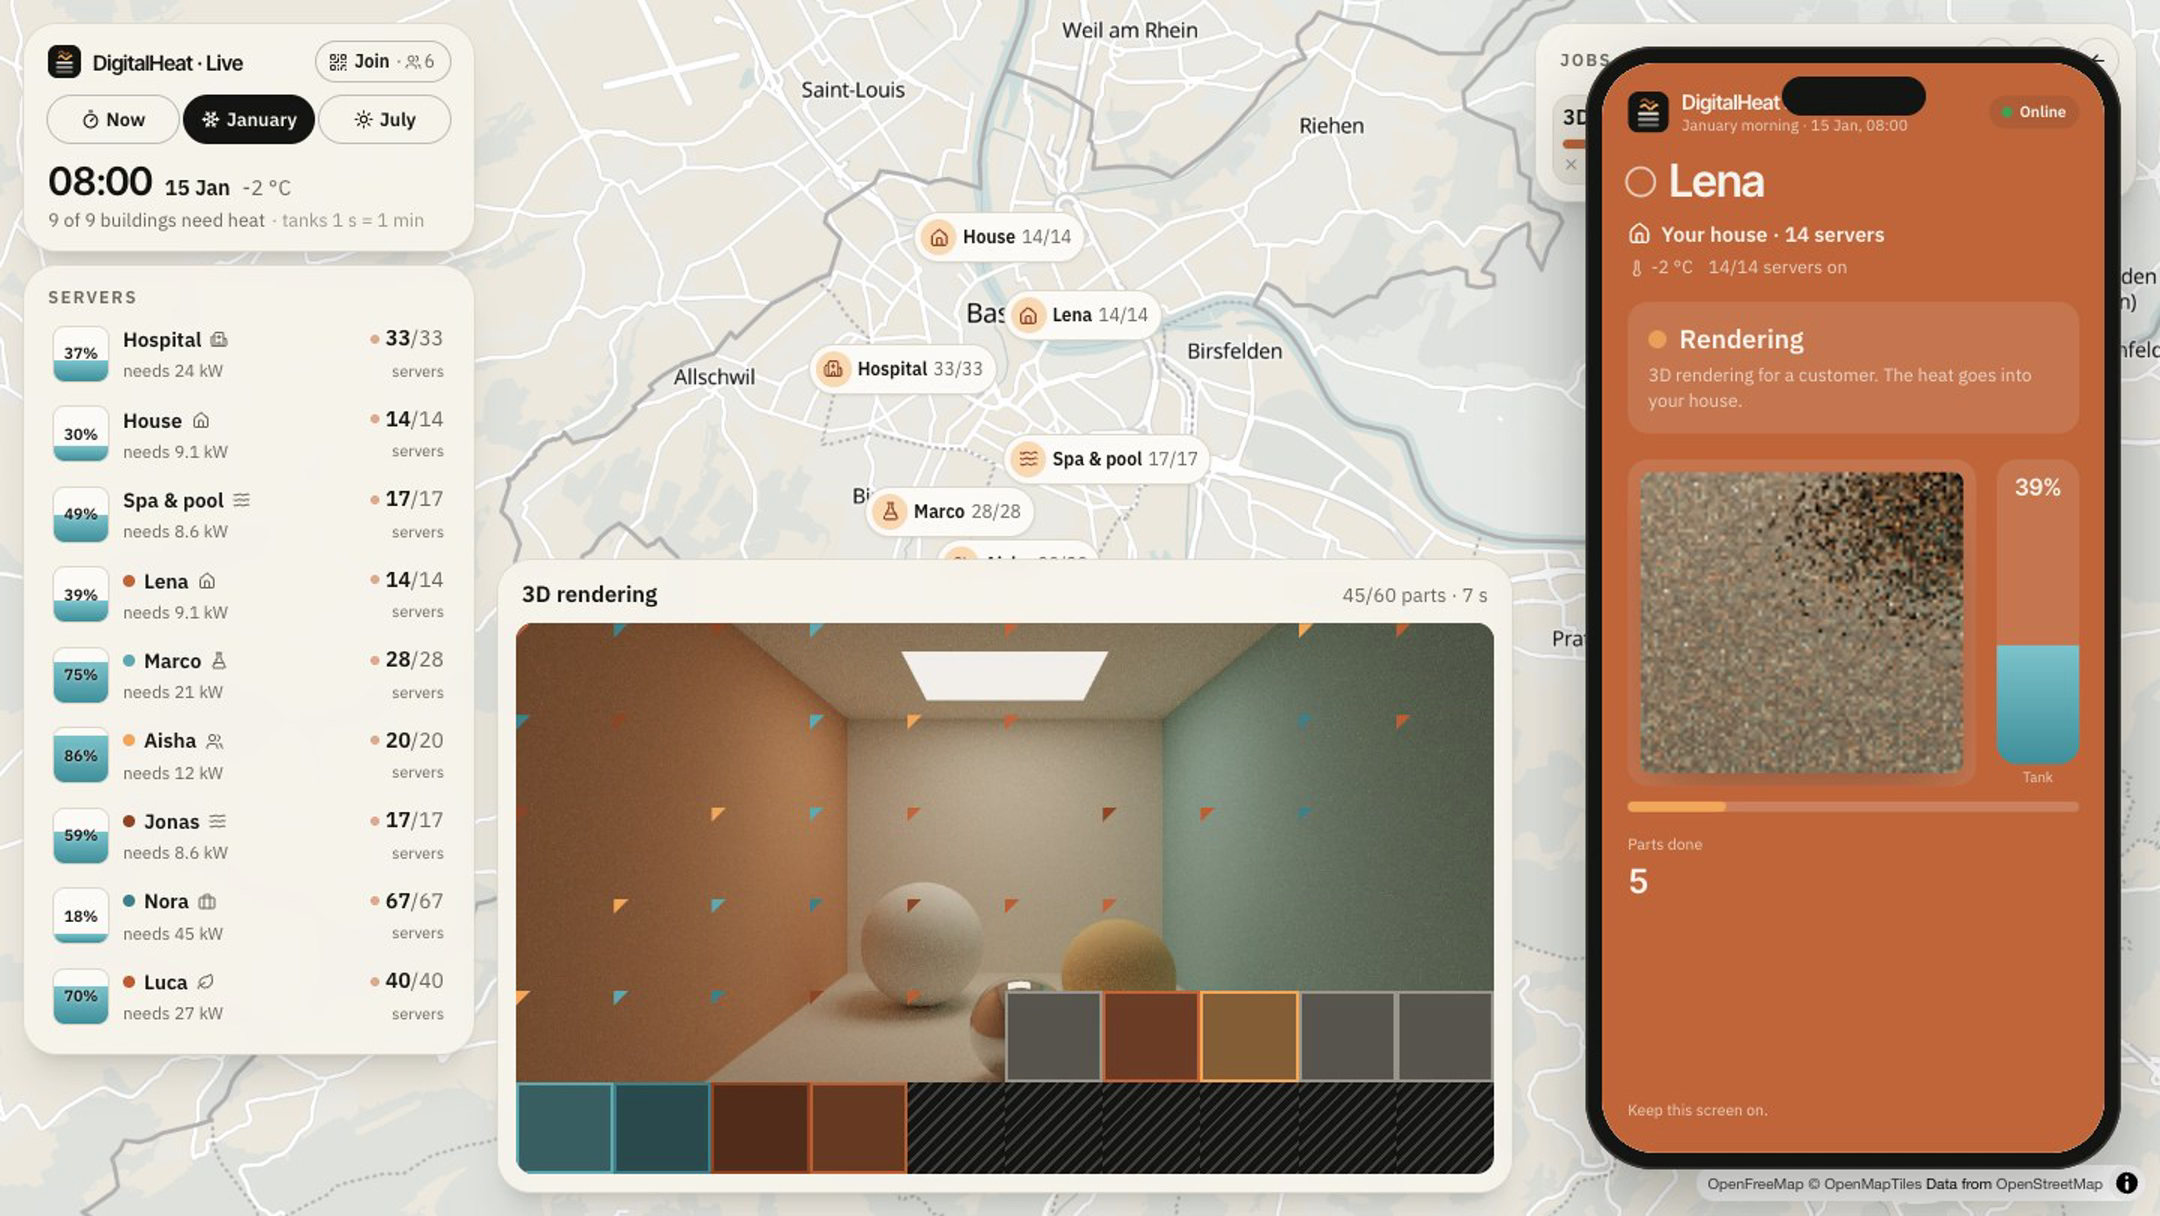 DigitalHeat · Live
Join · 6
Now
January
July
08:00 15 Jan -2 °C
9 of 9 buildings need heat · tanks 1 s = 1 min
SERVERS
37% Hospital 33/33
needs 24 kW servers
30% House 14/14
needs 9.1 kW servers
49% Spa & pool 17/17
needs 8.6 kW servers
39% Lena 14/14
needs 9.1 kW servers
75% Marco 28/28
needs 21 kW servers
86% Aisha 20/20
needs 12 kW servers
59% Jonas 17/17
needs 8.6 kW servers
18% Nora 67/67
needs 45 kW servers
70% Luca 40/40
needs 27 kW servers
Weil am Rhein
Saint-Louis
Riehen
House 14/14
Bas
Lena 14/14
Birsfelden
Hospital 33/33
Allschwil
Spa & pool 17/17
Bi
Marco 28/28
Pra
3D rendering
45/60 parts · 7 s
JOBS
3D
DigitalHeat
January morning · 15 Jan, 08:00
Online
Lena
Your house · 14 servers
-2 °C 14/14 servers on
Rendering
3D rendering for a customer. The heat goes into
your house.
39%
Tank
Parts done
5
Keep this screen on.
den
n)
nfeld
OpenFreeMap © OpenMapTiles Data from OpenStreetMap